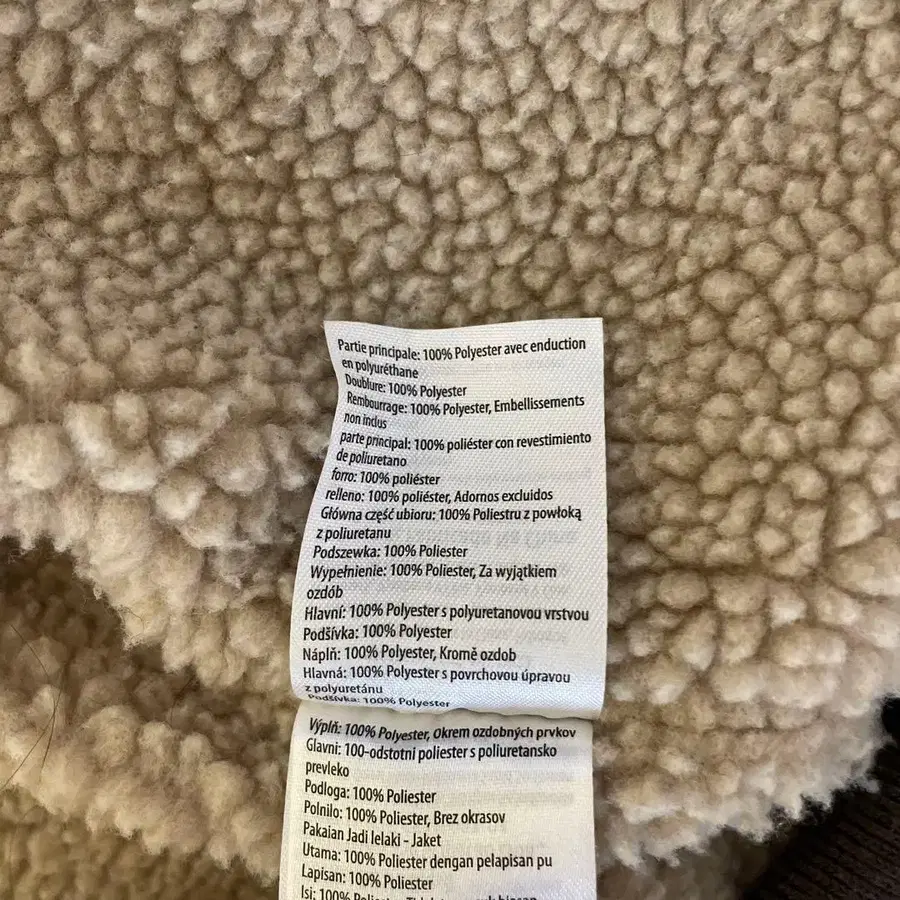 Partie principale: 100% Polyester avec enduction
en polyuréthane
Doublure: 100% Polyester
Rembourrage: 100% Polyester, Embellissements
non inclus
parte principal: 100% poliéster con revestimiento
de poliuretano
forro: 100% poliéster
relleno: 100% poliéster, Adornos excluidos
Główna część ubioru: 100% Poliestru z powłoką
z poliuretanu
Podszewka: 100% Poliester
Wypełnienie: 100% Poliester, Za wyjątkiem
ozdób
Hlavní: 100% Polyester s polyuretanovou vrstvou
Podšívka: 100% Polyester
Náplň: 100% Polyester, Kromě ozdob
Hlavná: 100% Polyester s povrchovou úpravou
z polyuretánu
Podšívka: 100% Polyester
Výplň: 100% Polyester, Okrem ozdobných prvkov
Glavni: 100-odstotni poliester s poliuretansko
prevleko
Podloga: 100% Poliester
Polnilo: 100% Poliester, Brez okrasov
Pakaian Jadi lelaki - Jaket
Utama: 100% Poliester dengan pelapisan pu
Lapisan: 100% Poliester
Isi: 100% Poliester,